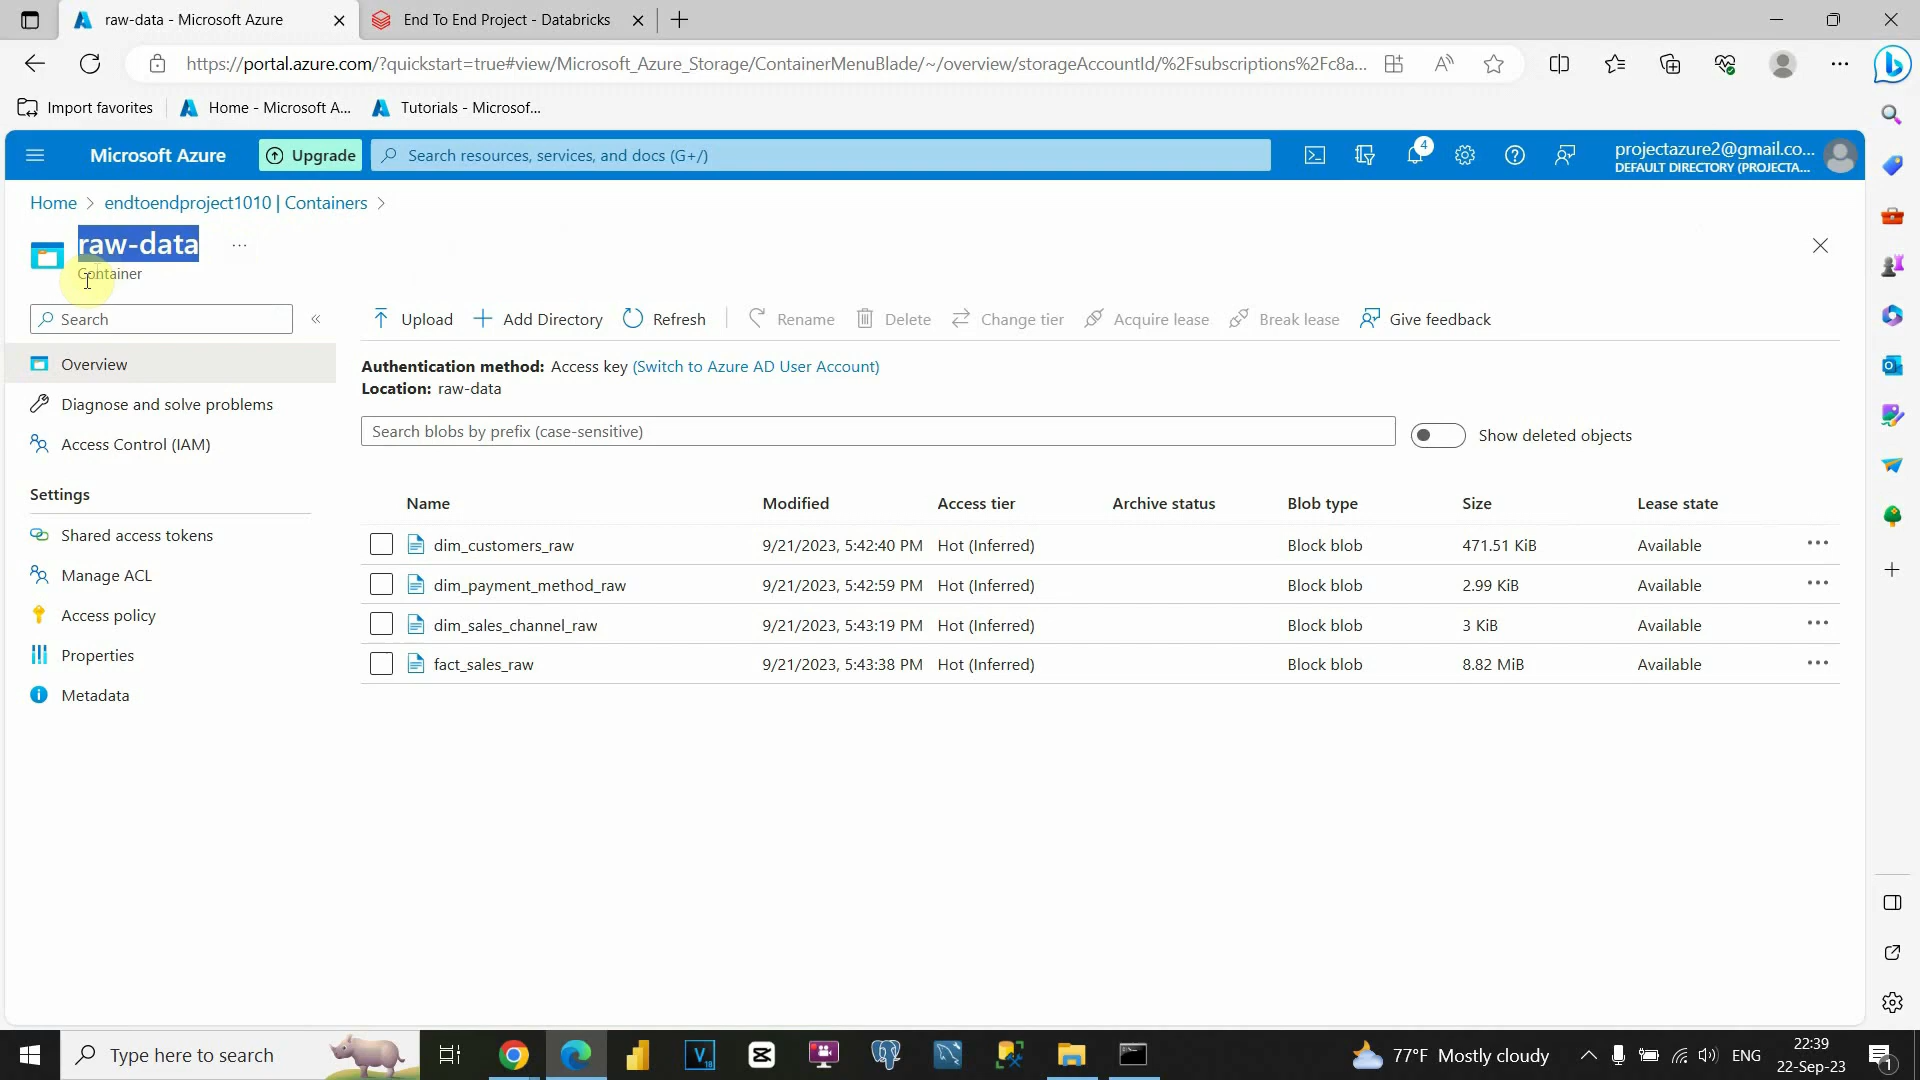 raw-data - Microsoft Azure
End To End Project - Databricks
https://portal.azure.com/?quickstart=true#view/Microsoft_Azure_Storage/ContainerMenuBlade/~/overview/storageAccountId/%2Fsubscriptions%2Fc8a...
Import favorites
Home - Microsoft A...
Tutorials - Microsof...
Microsoft Azure
Upgrade
Search resources, services, and docs (G+/)
4
projectazure2@gmail.co...
DEFAULT DIRECTORY (PROJECTA...
Home > endtoendproject1010 | Containers >
raw-data ...
Container
Search
«
Upload
Add Directory
Refresh
Rename
Delete
Change tier
Acquire lease
Break lease
Give feedback
Overview
Diagnose and solve problems
Access Control (IAM)
Settings
Shared access tokens
Manage ACL
Access policy
Properties
Metadata
Authentication method: Access key (Switch to Azure AD User Account)
Location: raw-data
Search blobs by prefix (case-sensitive)
Show deleted objects
Name Modified Access tier Archive status Blob type Size Lease state
dim_customers_raw 9/21/2023, 5:42:40 PM Hot (Inferred) Block blob 471.51 KiB Available ...
dim_payment_method_raw 9/21/2023, 5:42:59 PM Hot (Inferred) Block blob 2.99 KiB Available ...
dim_sales_channel_raw 9/21/2023, 5:43:19 PM Hot (Inferred) Block blob 3 KiB Available ...
fact_sales_raw 9/21/2023, 5:43:38 PM Hot (Inferred) Block blob 8.82 MiB Available ...
Type here to search
77°F Mostly cloudy
ENG
22:39
22-Sep-23
1